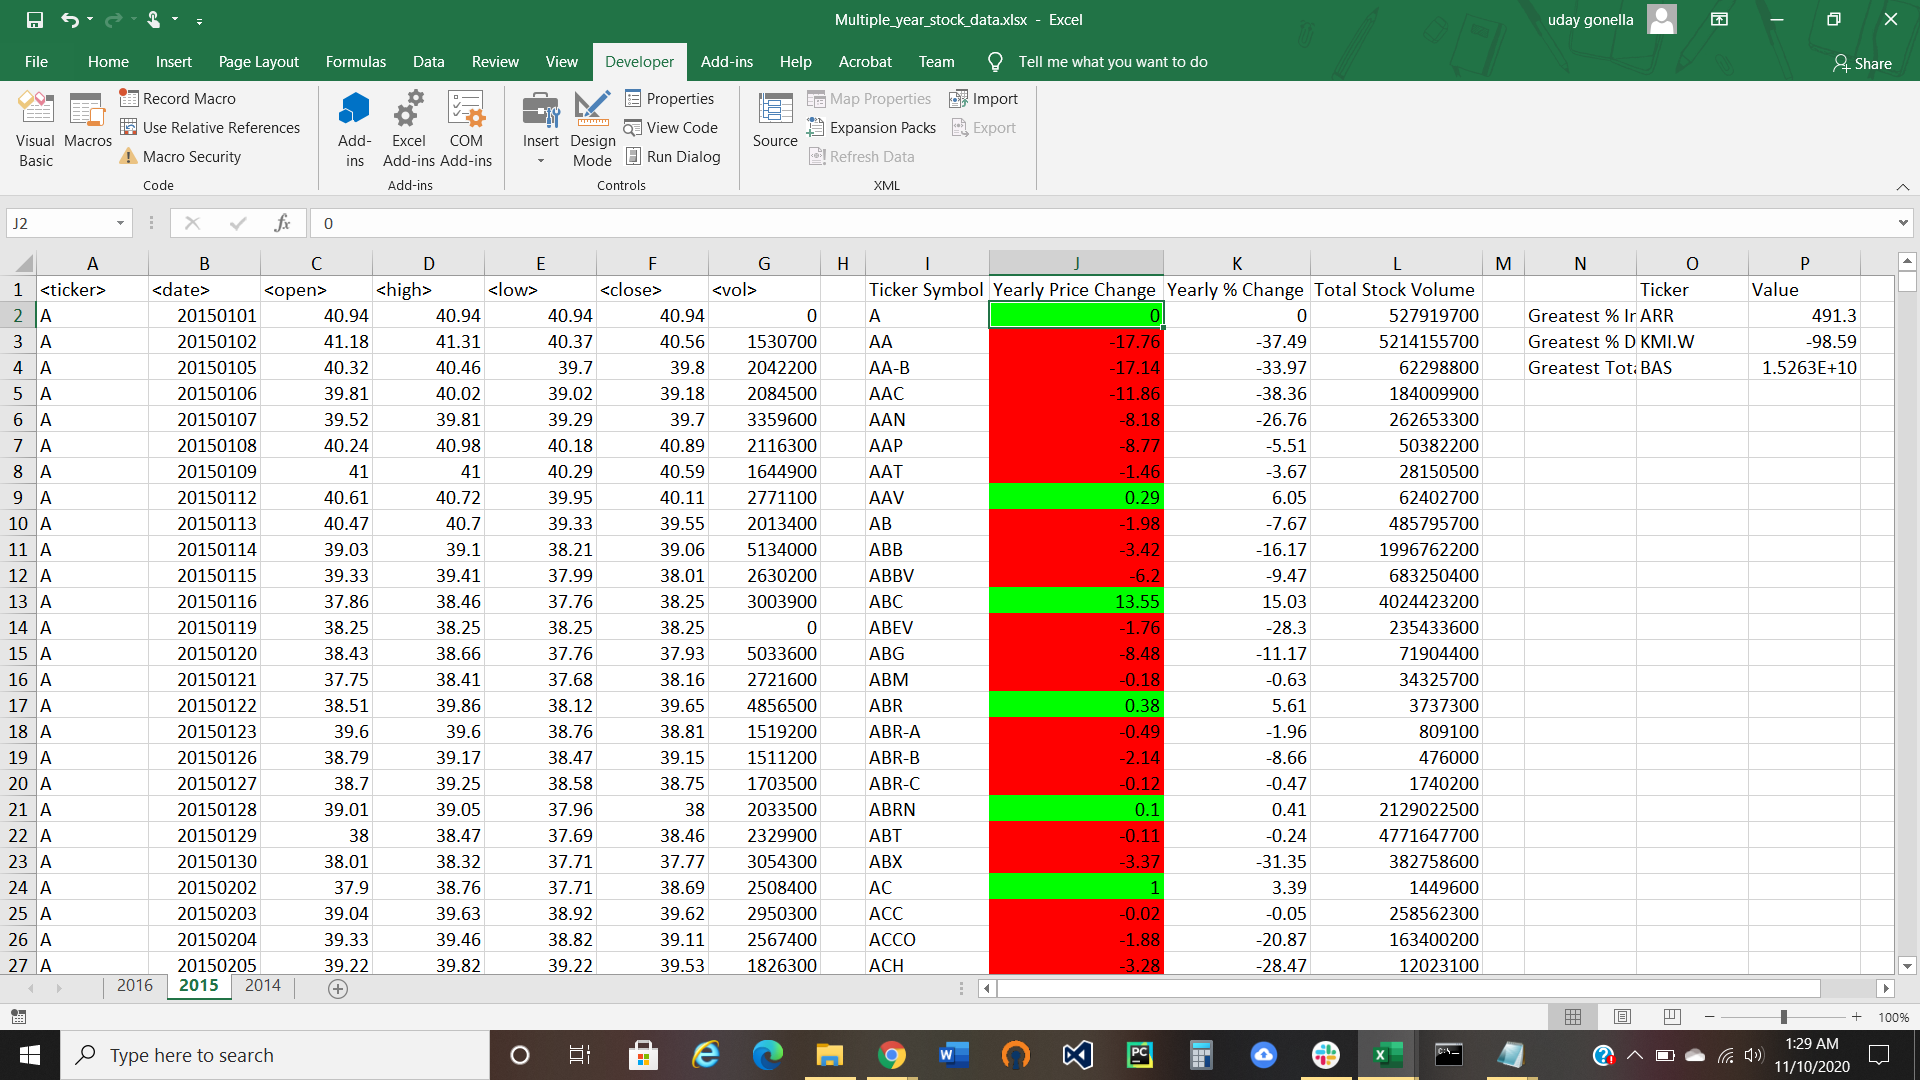 Multiple_year_stock_data.xlsx - Excel
uday gonella
File Home Insert Page Layout Formulas Data Review View Developer Add-ins Help Acrobat Team Tell me what you want to do Share
Visual Basic
Macros
Record Macro
Use Relative References
Macro Security
Code
Add-ins
Excel Add-ins
COM Add-ins
Add-ins
Insert
Design Mode
Properties
View Code
Run Dialog
Controls
Source
Map Properties
Expansion Packs
Refresh Data
Import
Export
XML
J2 fx 0
A B C D E F G H I J K L M N O P
1 <ticker> <date> <open> <high> <low> <close> <vol> Ticker Symbol Yearly Price Change Yearly % Change Total Stock Volume Ticker Value
2 A 20150101 40.94 40.94 40.94 40.94 0 A 0 0 527919700 Greatest % Ir ARR 491.3
3 A 20150102 41.18 41.31 40.37 40.56 1530700 AA -17.76 -37.49 5214155700 Greatest % D KMI.W -98.59
4 A 20150105 40.32 40.46 39.7 39.8 2042200 AA-B -17.14 -33.97 62298800 Greatest Tota BAS 1.5263E+10
5 A 20150106 39.81 40.02 39.02 39.18 2084500 AAC -11.86 -38.36 184009900
6 A 20150107 39.52 39.81 39.29 39.7 3359600 AAN -8.18 -26.76 262653300
7 A 20150108 40.24 40.98 40.18 40.89 2116300 AAP -8.77 -5.51 50382200
8 A 20150109 41 41 40.29 40.59 1644900 AAT -1.46 -3.67 28150500
9 A 20150112 40.61 40.72 39.95 40.11 2771100 AAV 0.29 6.05 62402700
10 A 20150113 40.47 40.7 39.33 39.55 2013400 AB -1.98 -7.67 485795700
11 A 20150114 39.03 39.1 38.21 39.06 5134000 ABB -3.42 -16.17 1996762200
12 A 20150115 39.33 39.41 37.99 38.01 2630200 ABBV -6.2 -9.47 683250400
13 A 20150116 37.86 38.46 37.76 38.25 3003900 ABC 13.55 15.03 4024423200
14 A 20150119 38.25 38.25 38.25 38.25 0 ABEV -1.76 -28.3 235433600
15 A 20150120 38.43 38.66 37.76 37.93 5033600 ABG -8.48 -11.17 71904400
16 A 20150121 37.75 38.41 37.68 38.16 2721600 ABM -0.18 -0.63 34325700
17 A 20150122 38.51 39.86 38.12 39.65 4856500 ABR 0.38 5.61 3737300
18 A 20150123 39.6 39.6 38.76 38.81 1519200 ABR-A -0.49 -1.96 809100
19 A 20150126 38.79 39.17 38.47 39.15 1511200 ABR-B -2.14 -8.66 476000
20 A 20150127 38.7 39.25 38.58 38.75 1703500 ABR-C -0.12 -0.47 1740200
21 A 20150128 39.01 39.05 37.96 38 2033500 ABRN 0.1 0.41 2129022500
22 A 20150129 38 38.47 37.69 38.46 2329900 ABT -0.11 -0.24 4771647700
23 A 20150130 38.01 38.32 37.71 37.77 3054300 ABX -3.37 -31.35 382758600
24 A 20150202 37.9 38.76 37.71 38.69 2508400 AC 1 3.39 1449600
25 A 20150203 39.04 39.63 38.92 39.62 2950300 ACC -0.02 -0.05 258562300
26 A 20150204 39.33 39.46 38.82 39.11 2567400 ACCO -1.88 -20.87 163400200
27 A 20150205 39.22 39.82 39.22 39.53 1826300 ACH -3.28 -28.47 12023100
2016 2015 2014
100%
Type here to search
1:29 AM
11/10/2020